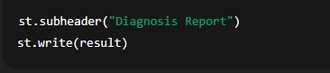 st.subheader("Diagnosis Report")
st.write(result)